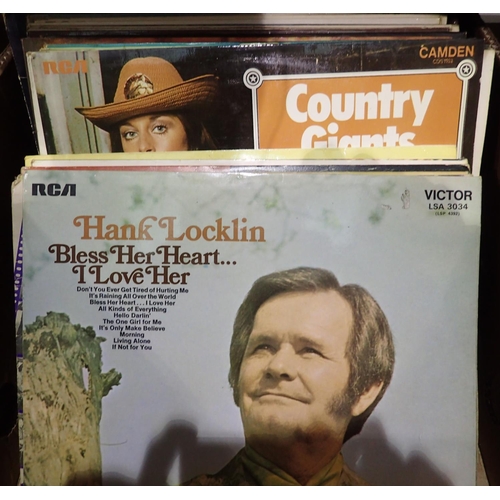 RCA
CAMDEN
Country
Giants
RCA
VICTOR
LSA 3034
Hank Locklin
Bless Her Heart...
I Love Her
Don't You Ever Get Tired of Hurting Me
It's Raining All Over the World
Bless Her Heart...I Love Her
All Kinds of Everything
Hello Darlin'
The One Girl for Me
It's Only Make Believe
Morning
Living Alone
If Not for You